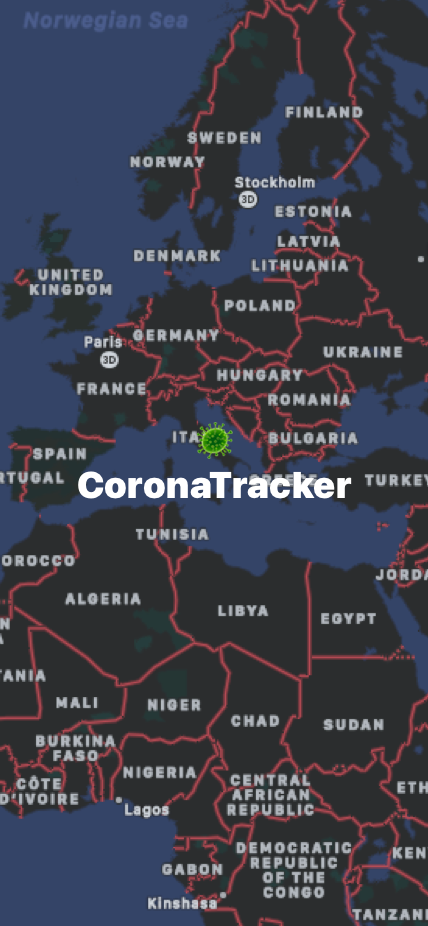 Norwegian Sea
FINLAND
SWEDEN
NORWAY
Stockholm
3D
ESTONIA
LATVIA
DENMARK
LITHUANIA
UNITED
KINGDOM
POLAND
GERMANY
Paris
3D
UKRAINE
HUNGARY
FRANCE
ROMANIA
ITA
BULGARIA
SPAIN
RTUGAL
CoronaTracker
TURKEY
TUNISIA
OROCCO
JORDA
ALGERIA
LIBYA
EGYPT
N
A
TANIA
MALI
NIGER
CHAD
SUDAN
BURKINA
FASO
NIGERIA
CÔTE
D'IVOIRE
CENTRAL
AFRICAN
REPUBLIC
ETH
Lagos
DEMOCRATIC
REPUBLIC
OF THE
CONGO
KEN
GABON
Kinshasa
TANZAN